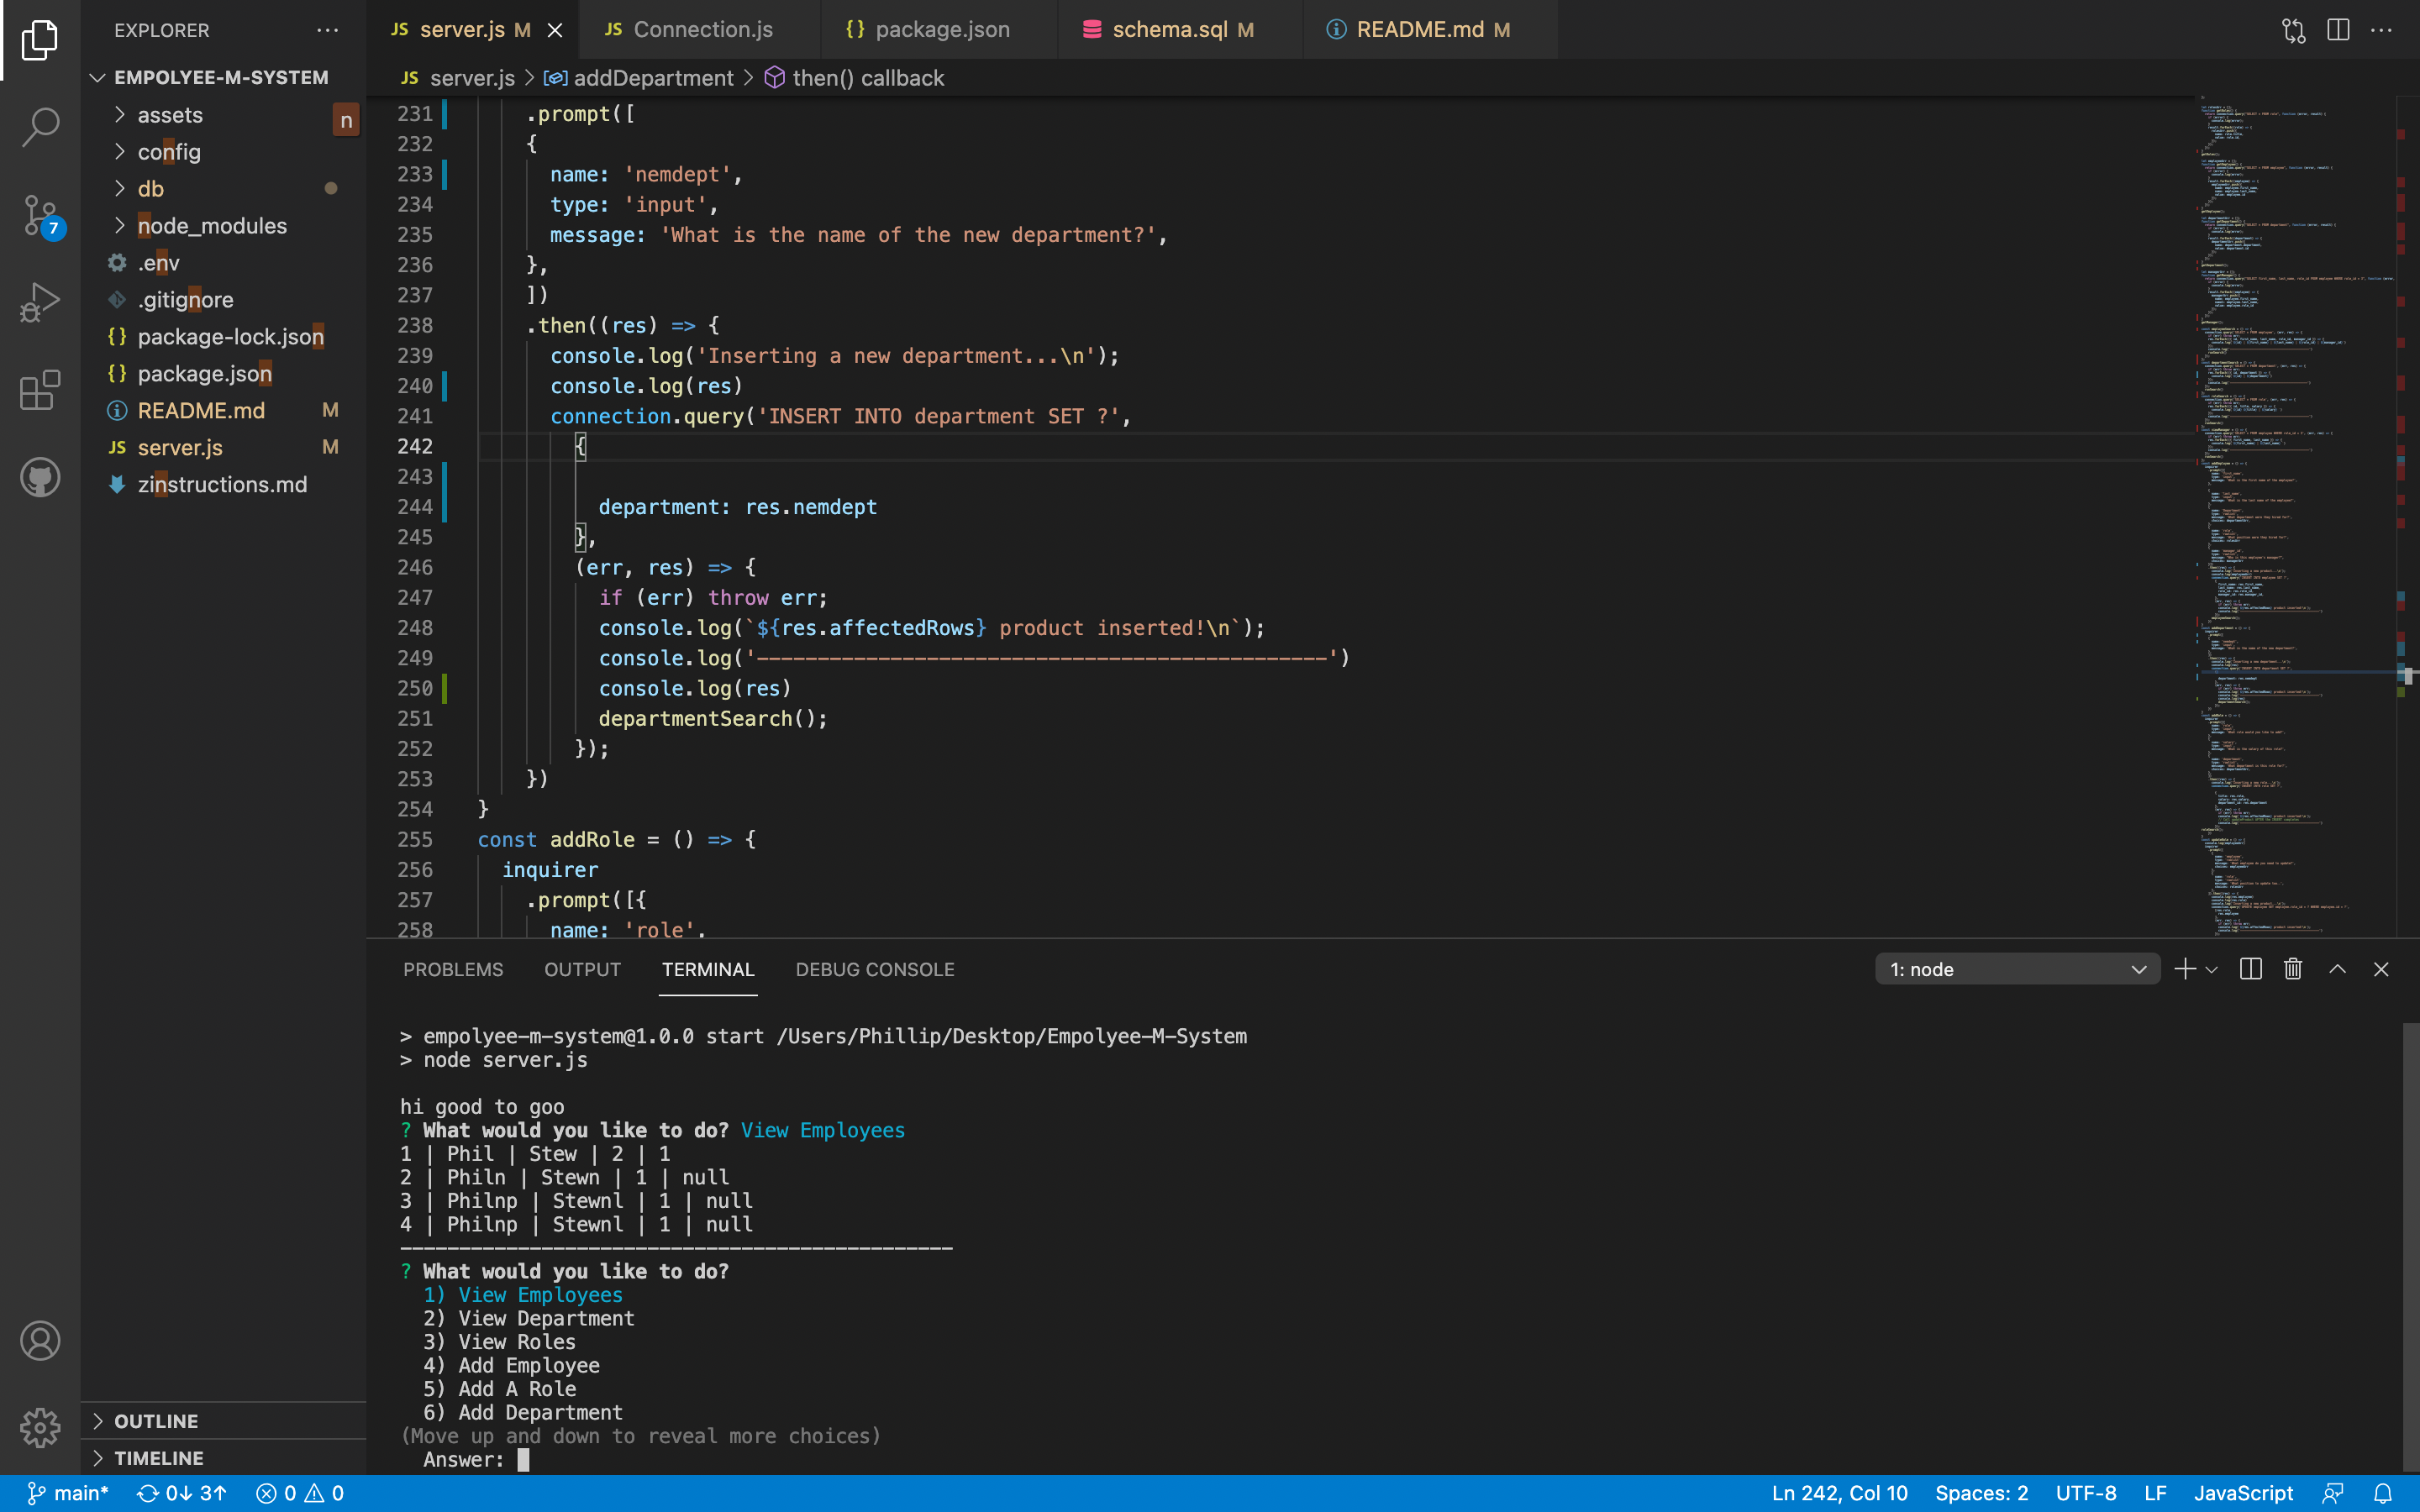 EXPLORER
EMPOLYEE-M-SYSTEM
assets
n
config
db
node_modules
.env
.gitignore
{} package-lock.json
{} package.json
README.md M
JS server.js M
zinstructions.md
OUTLINE
TIMELINE
7
JS server.js M
JS Connection.js
{} package.json
schema.sql M
README.md M
JS server.js > addDepartment > then() callback
231 .prompt([
232 {
233 name: 'nemdept',
234 type: 'input',
235 message: 'What is the name of the new department?',
236 },
237 ])
238 .then((res) => {
239 console.log('Inserting a new department...\n');
240 console.log(res)
241 connection.query('INSERT INTO department SET ?',
242 {
243
244 department: res.nemdept
245 },
246 (err, res) => {
247 if (err) throw err;
248 console.log(`${res.affectedRows} product inserted!\n`);
249 console.log('-----------------------------------------------')
250 console.log(res)
251 departmentSearch();
252 });
253 })
254 }
255 const addRole = () => {
256 inquirer
257 .prompt([{
258 name: 'role',
PROBLEMS OUTPUT TERMINAL DEBUG CONSOLE
1: node
> empolyee-m-system@1.0.0 start /Users/Phillip/Desktop/Empolyee-M-System
> node server.js
hi good to goo
? What would you like to do? View Employees
1 | Phil | Stew | 2 | 1
2 | Philn | Stewn | 1 | null
3 | Philnp | Stewnl | 1 | null
4 | Philnp | Stewnl | 1 | null
-----------------------------------------------
? What would you like to do?
1) View Employees
2) View Department
3) View Roles
4) Add Employee
5) Add A Role
6) Add Department
(Move up and down to reveal more choices)
Answer:
main* 0↓ 3↑ 0 0
Ln 242, Col 10 Spaces: 2 UTF-8 LF JavaScript